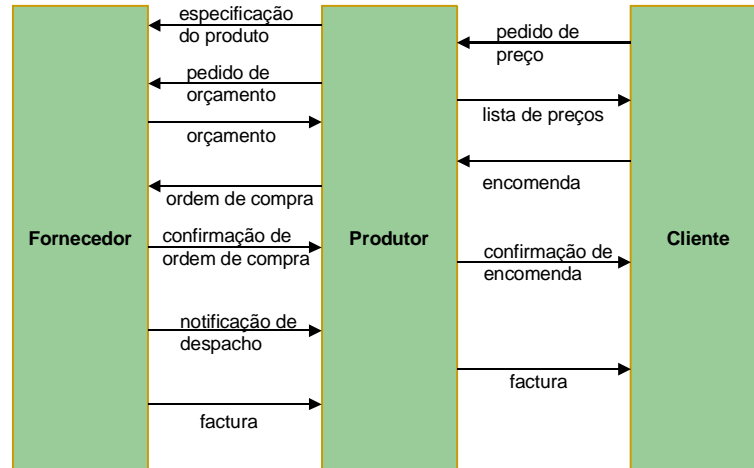 especificação
do produto
pedido de
preço
pedido de
orçamento
lista de preços
orçamento
encomenda
ordem de compra
Fornecedor
confirmação de
ordem de compra
Produtor
confirmação de
encomenda
Cliente
notificação de
despacho
factura
factura